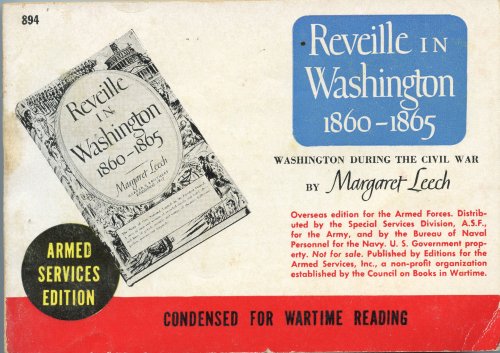 894
Reveille IN
Washington
1860-1865
WASHINGTON DURING THE CIVIL WAR
BY Margaret Leech
Overseas edition for the Armed Forces. Distrib-
uted by the Special Services Division, A.S.F.,
for the Army, and by the Bureau of Naval
Personnel for the Navy. U. S. Government prop-
erty. Not for sale. Published by Editions for the
Armed Services, Inc., a non-profit organization
established by the Council on Books in Wartime.
Reveille
IN
Washington
1860-1865
Margaret Leech
ARMED
SERVICES
EDITION
CONDENSED FOR WARTIME READING